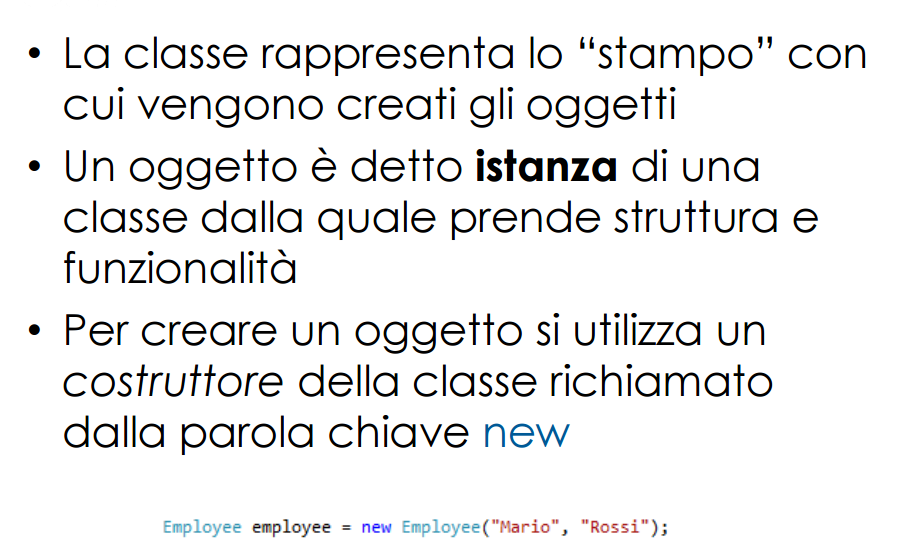 • La classe rappresenta lo “stampo” con
cui vengono creati gli oggetti
• Un oggetto è detto istanza di una
classe dalla quale prende struttura e
funzionalità
• Per creare un oggetto si utilizza un
costruttore della classe richiamato
dalla parola chiave new
Employee employee = new Employee("Mario", "Rossi");